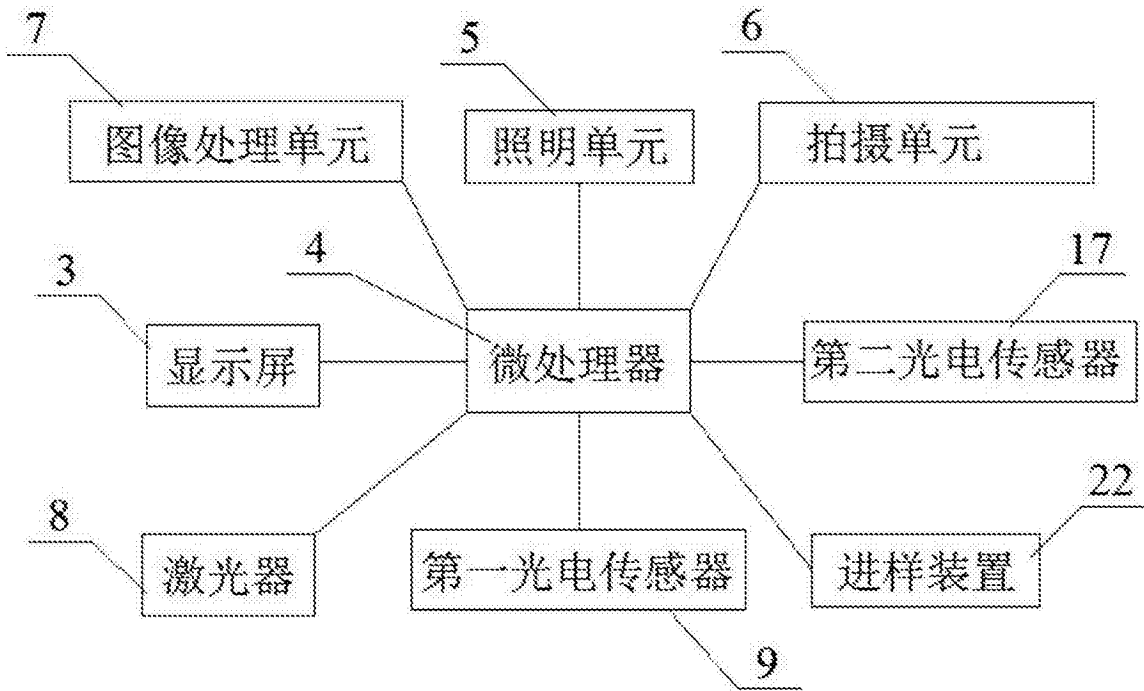 7
5
6
图像处理单元
照明单元
拍摄单元
3
4
17
显示屏
微处理器
第二光电传感器
8
22
激光器
第一光电传感器
进样装置
9